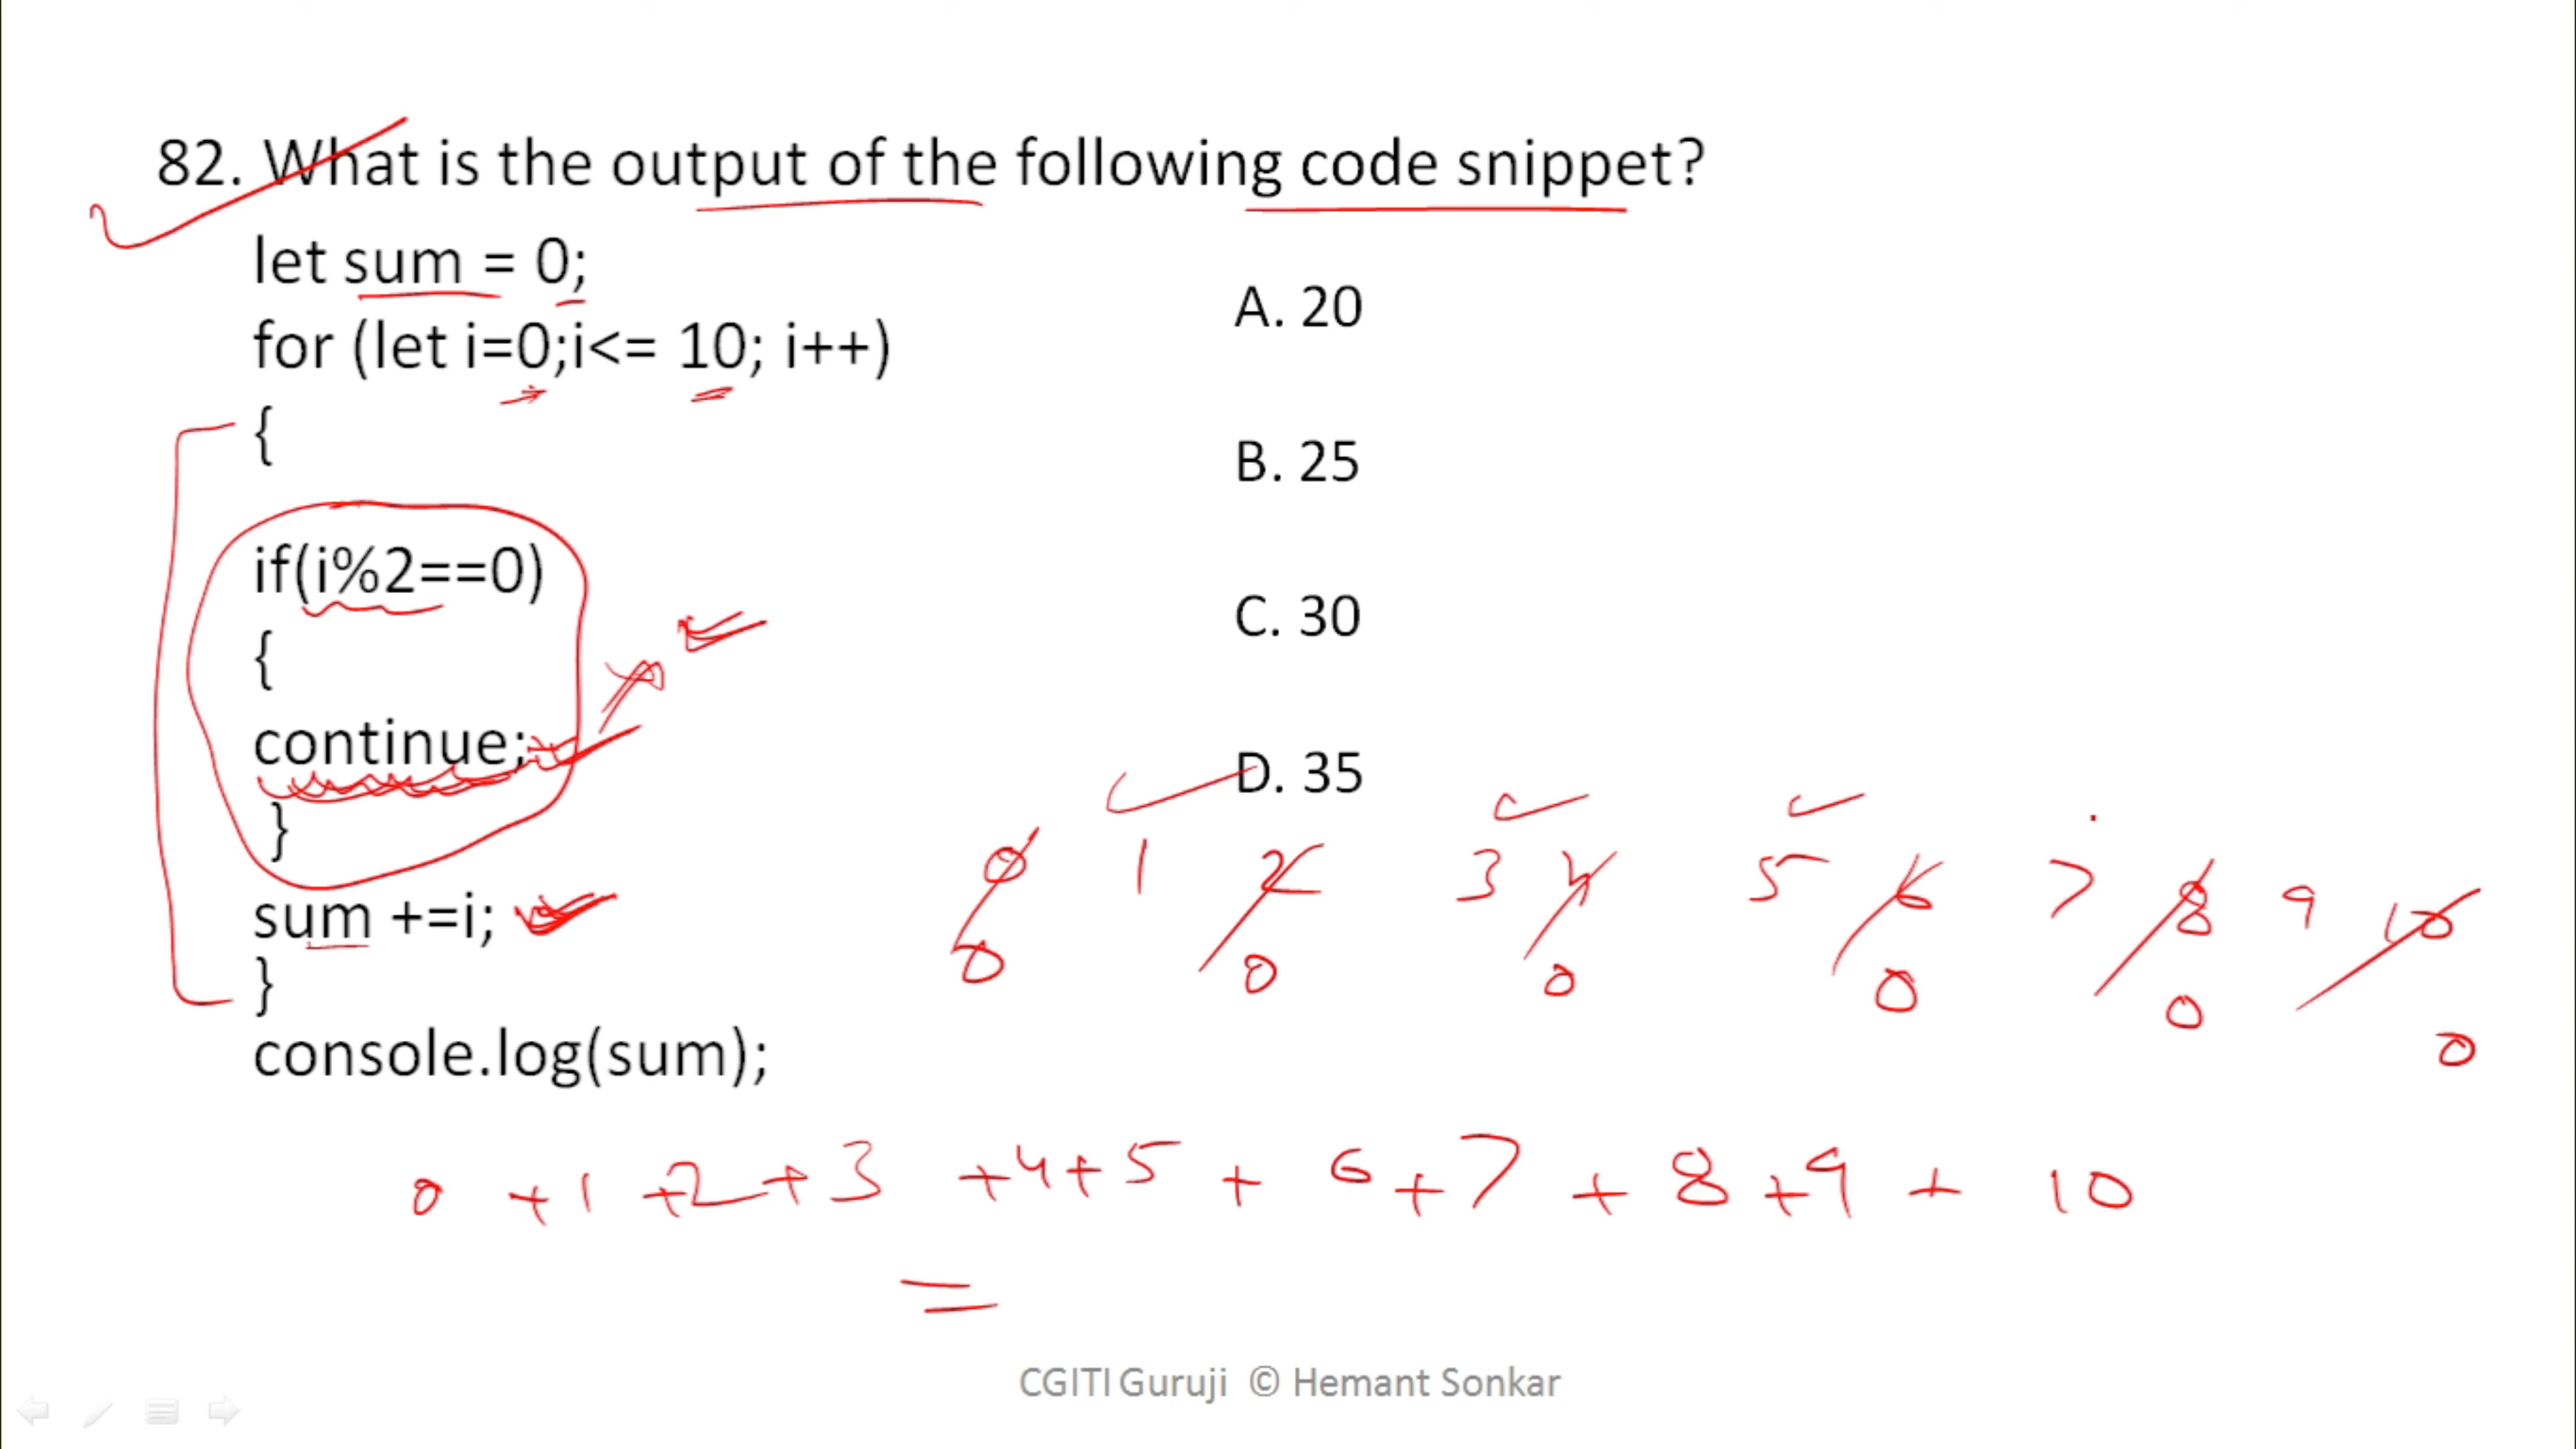 82. What is the output of the following code snippet?
let sum = 0;
for (let i=0;i<= 10; i++)
{
if(i%2==0)
{
continue;
}
sum +=i;
}
console.log(sum);
A. 20
B. 25
C. 30
D. 35
0 1 2 3 4 5 6 7 8 9 10
0 0 0 0 0 0
0 +1 +2+3 +4+5 + 6+7 + 8+9 + 10
=
CGITI Guruji © Hemant Sonkar